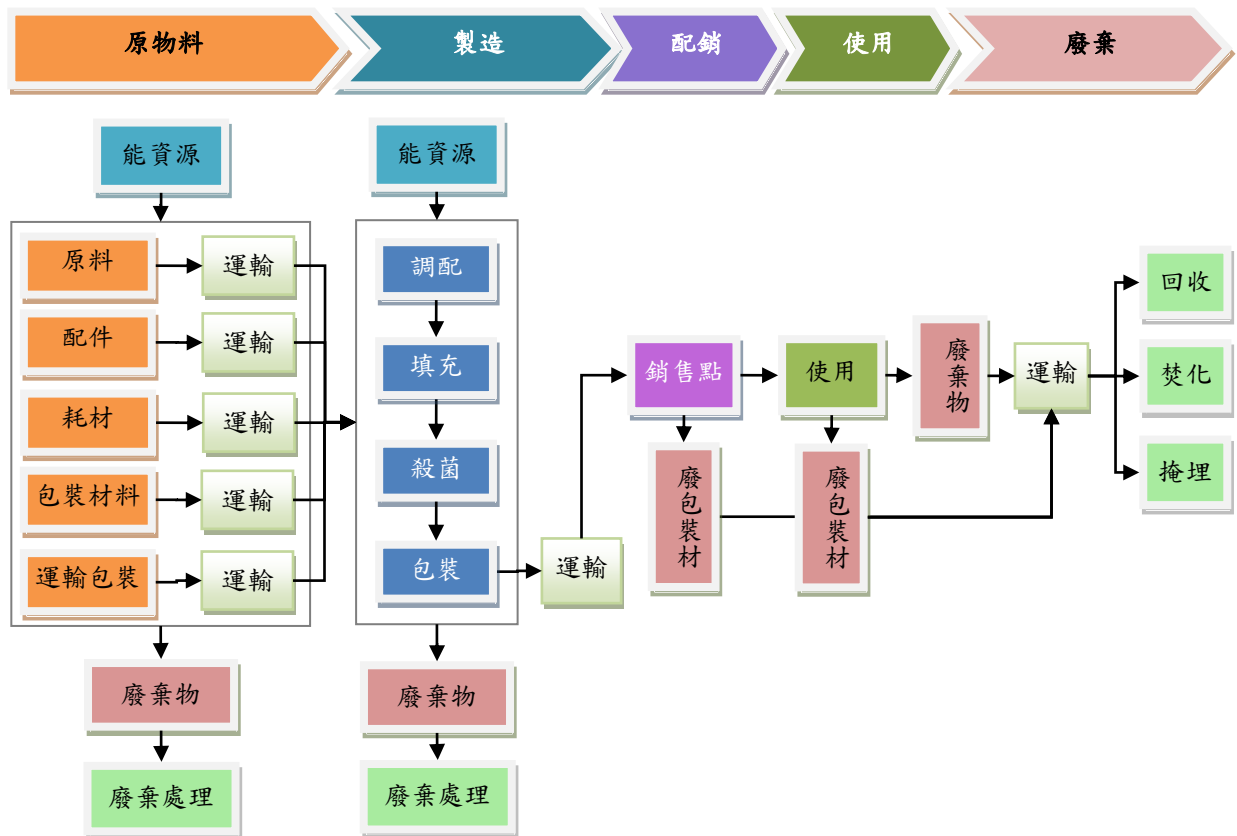 原物料
製造
配銷
使用
廢棄
能資源
原料
運輸
配件
運輸
耗材
運輸
包裝材料
運輸
運輸包裝
運輸
廢棄物
廢棄處理
能資源
調配
填充
殺菌
包裝
廢棄物
廢棄處理
運輸
銷售點
廢包裝材
使用
廢包裝材
廢棄物
運輸
回收
焚化
掩埋